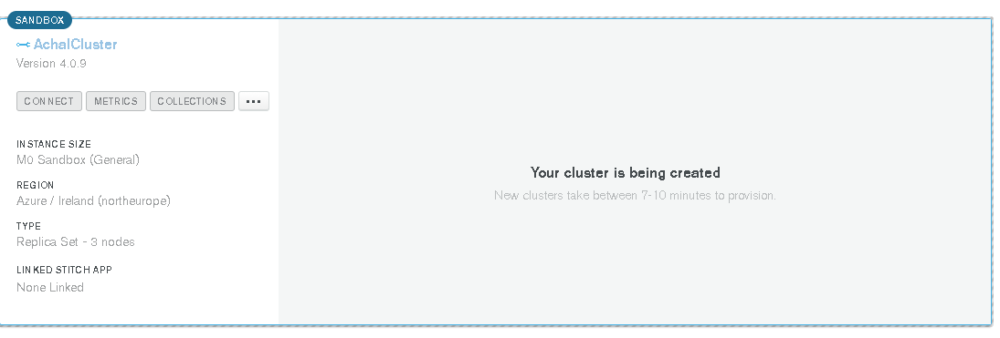 SANDBOX
AchalCluster
Version 4.0.9
CONNECT METRICS COLLECTIONS ...
INSTANCE SIZE
M0 Sandbox (General)
REGION
Azure / Ireland (northeurope)
TYPE
Replica Set - 3 nodes
LINKED STITCH APP
None Linked
Your cluster is being created
New clusters take between 7-10 minutes to provision.